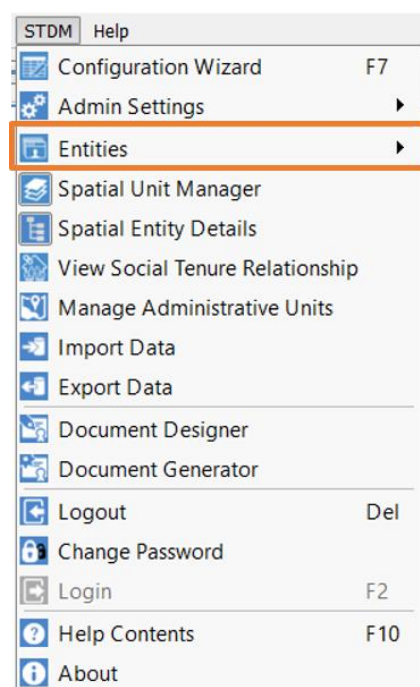 STDM Help
Configuration Wizard F7
Admin Settings
Entities
Spatial Unit Manager
Spatial Entity Details
View Social Tenure Relationship
Manage Administrative Units
Import Data
Export Data
Document Designer
Document Generator
Logout Del
Change Password
Login F2
Help Contents F10
About